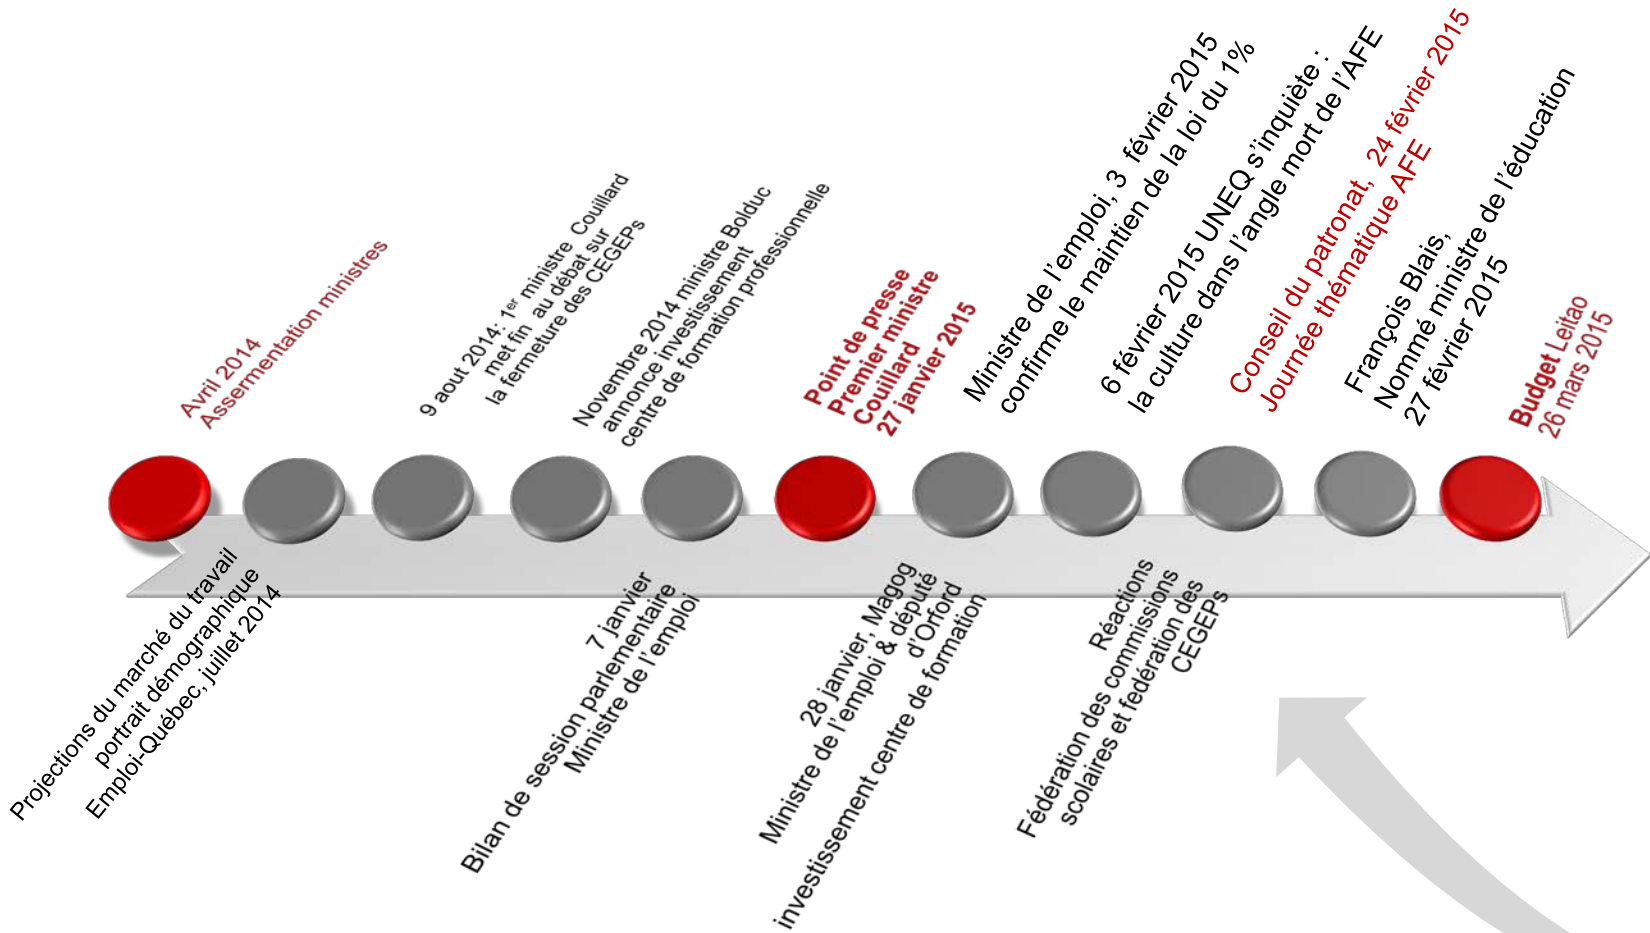 Avril 2014
Assermentation ministres
9 aout 2014: 1er ministre Couillard
met fin au débat sur
la fermeture des CEGEPs
Novembre 2014 ministre Bolduc
annonce investissement
centre de formation professionnelle
Point de presse
Premier ministre
Couillard
27 janvier 2015
Ministre de l'emploi, 3 février 2015
confirme le maintien de la loi du 1%
6 février 2015 UNEQ s'inquiète :
la culture dans l'angle mort de l'AFE
Conseil du patronat, 24 février 2015
Journée thématique AFE
François Blais,
Nommé ministre de l'éducation
27 février 2015
Budget Leitao
26 mars 2015
Projections du marché du travail
portrait démographique
Emploi-Québec, juillet 2014
7 janvier
Bilan de session parlementaire
Ministre de l'emploi
28 janvier, Magog
Ministre de l'emploi & député
d'Orford
investissement centre de formation
Réactions
Fédération des commissions
scolaires et fedération des
CEGEPs